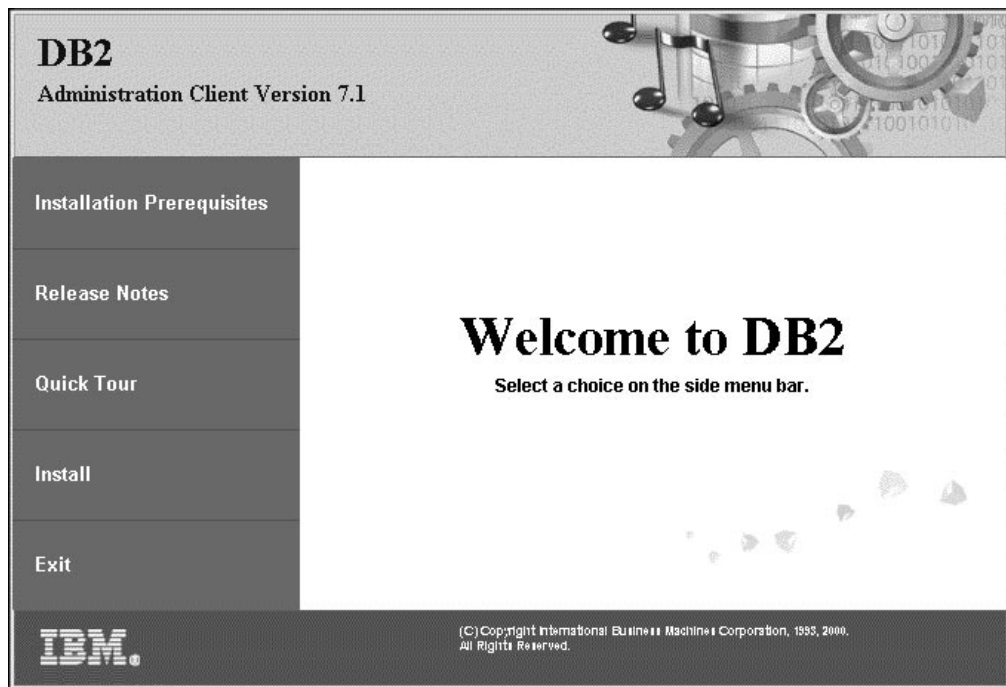 DB2
Administration Client Version 7.1
Installation Prerequisites
Release Notes
Quick Tour
Install
Exit
Welcome to DB2
Select a choice on the side menu bar.
IBM.
(C) Copyright International Business Machines Corporation, 1993, 2000.
All Rights Reserved.